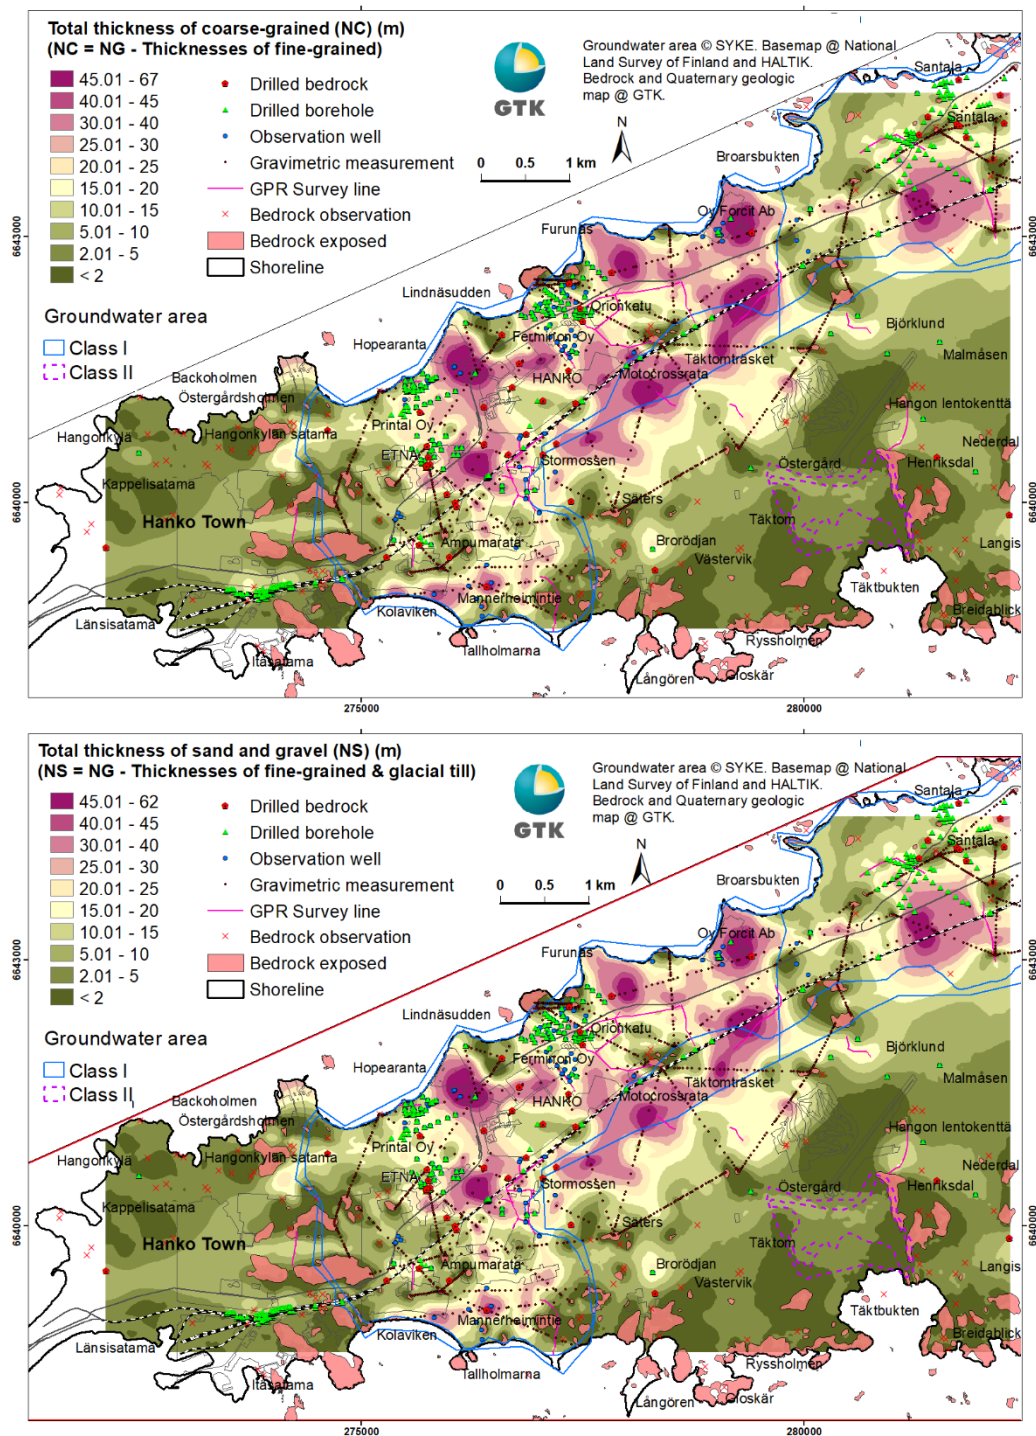 Total thickness of coarse-grained (NC) (m)
(NC = NG - Thicknesses of fine-grained)
45.01 - 67
40.01 - 45
30.01 - 40
25.01 - 30
20.01 - 25
15.01 - 20
10.01 - 15
5.01 - 10
2.01 - 5
< 2
Drilled bedrock
Drilled borehole
Observation well
Gravimetric measurement
GPR Survey line
Bedrock observation
Bedrock exposed
Shoreline
Groundwater area
Class I
Class II
GTK
Groundwater area © SYKE. Basemap @ National
Land Survey of Finland and HALTIK.
Bedrock and Quaternary geologic
map @ GTK.
N
0 0.5 1 km
Santala
Santala
Broarsbukten
Oy Forcit Ab
Furunäs
6643000
6643000
Lindnäsudden
Orionkatu
Björklund
Hopearanta
Fermirron Oy
Täktomträsket
Malmåsen
Backoholmen
HANKO
Motocrossrata
Östergårdsholmen
Hangon lentokenttä
Printal Oy
Hangonkylä
Hangonkylän satama
Nederdal
ETNA
Stormossen
Östergård
Henriksdal
Kappelisatama
Säters
6640000
6640000
Hanko Town
Täktom
Ampumarata
Brorödjan
Langis
Västervik
Täktbukten
Mannerheimintie
Kolaviken
Breidablick
Länsisatama
Ryssholmen
Itäsatama
Tallholmarna
Långören
Gloskär
275000
280000
Total thickness of sand and gravel (NS) (m)
(NS = NG - Thicknesses of fine-grained & glacial till)
45.01 - 62
40.01 - 45
30.01 - 40
25.01 - 30
20.01 - 25
15.01 - 20
10.01 - 15
5.01 - 10
2.01 - 5
< 2
Drilled bedrock
Drilled borehole
Observation well
Gravimetric measurement
GPR Survey line
Bedrock observation
Bedrock exposed
Shoreline
Groundwater area
Class I
Class II
GTK
Groundwater area © SYKE. Basemap @ National
Land Survey of Finland and HALTIK.
Bedrock and Quaternary geologic
map @ GTK.
N
0 0.5 1 km
Santala
Santala
Broarsbukten
Oy Forcit Ab
Furunäs
6643000
6643000
Lindnäsudden
Orionkatu
Björklund
Hopearanta
Fermirron Oy
Täktomträsket
Malmåsen
Backoholmen
HANKO
Motocrossrata
Östergårdsholmen
Hangon lentokenttä
Printal Oy
Hangonkylä
Hangonkylän satama
Nederdal
ETNA
Stormossen
Östergård
Henriksdal
Kappelisatama
Säters
6640000
6640000
Hanko Town
Täktom
Ampumarata
Brorödjan
Langis
Västervik
Täktbukten
Mannerheimintie
Kolaviken
Breidablick
Länsisatama
Ryssholmen
Itäsatama
Tallholmarna
Långören
Gloskär
275000
280000